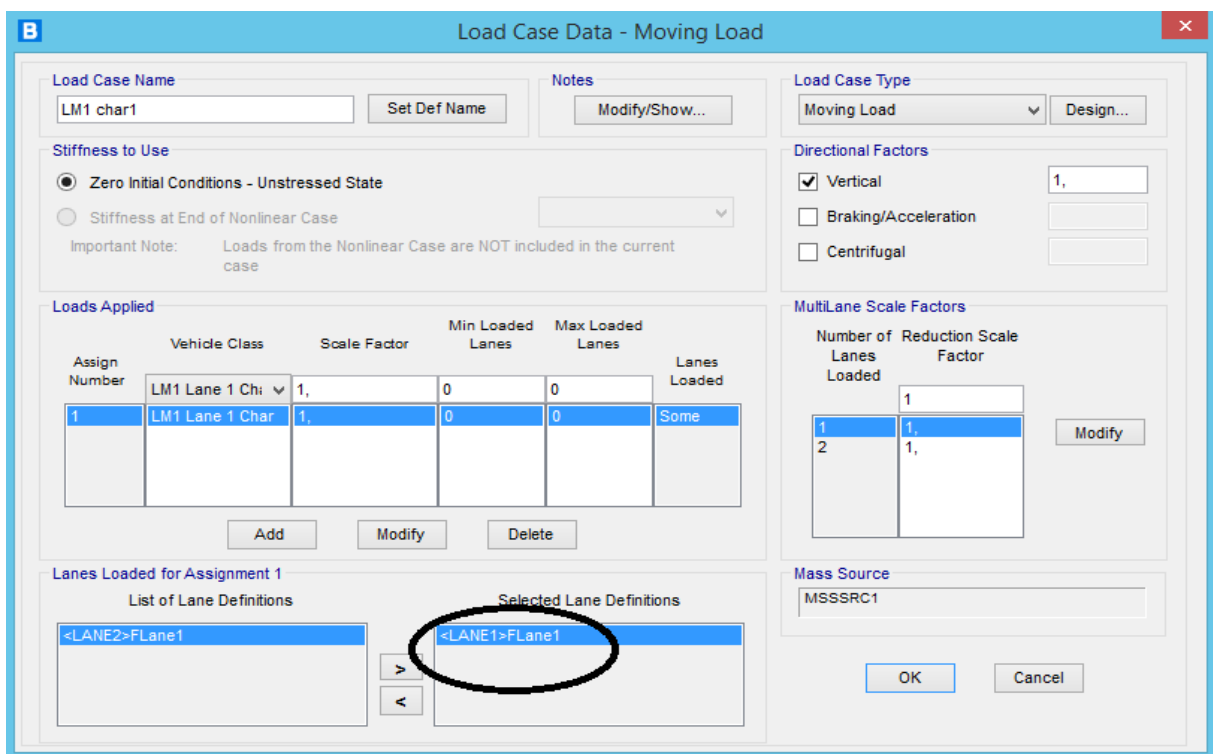 B
Load Case Data - Moving Load
×
Load Case Name
LM1 char1
Set Def Name
Notes
Modify/Show...
Load Case Type
Moving Load
Design...
Stiffness to Use
Zero Initial Conditions - Unstressed State
Stiffness at End of Nonlinear Case
Important Note: Loads from the Nonlinear Case are NOT included in the current
case
Directional Factors
Vertical 1,
Braking/Acceleration
Centrifugal
Loads Applied
Assign
Number
Vehicle Class
Scale Factor
Min Loaded
Lanes
Max Loaded
Lanes
Lanes
Loaded
LM1 Lane 1 Cha 1, 0 0
1 LM1 Lane 1 Char 1, 0 0 Some
Add
Modify
Delete
MultiLane Scale Factors
Number of
Lanes
Loaded
Reduction Scale
Factor
1
1 1,
2 1,
Modify
Lanes Loaded for Assignment 1
List of Lane Definitions
<LANE2>FLane1
>
<
Selected Lane Definitions
<LANE1>FLane1
Mass Source
MSSSRC1
OK
Cancel